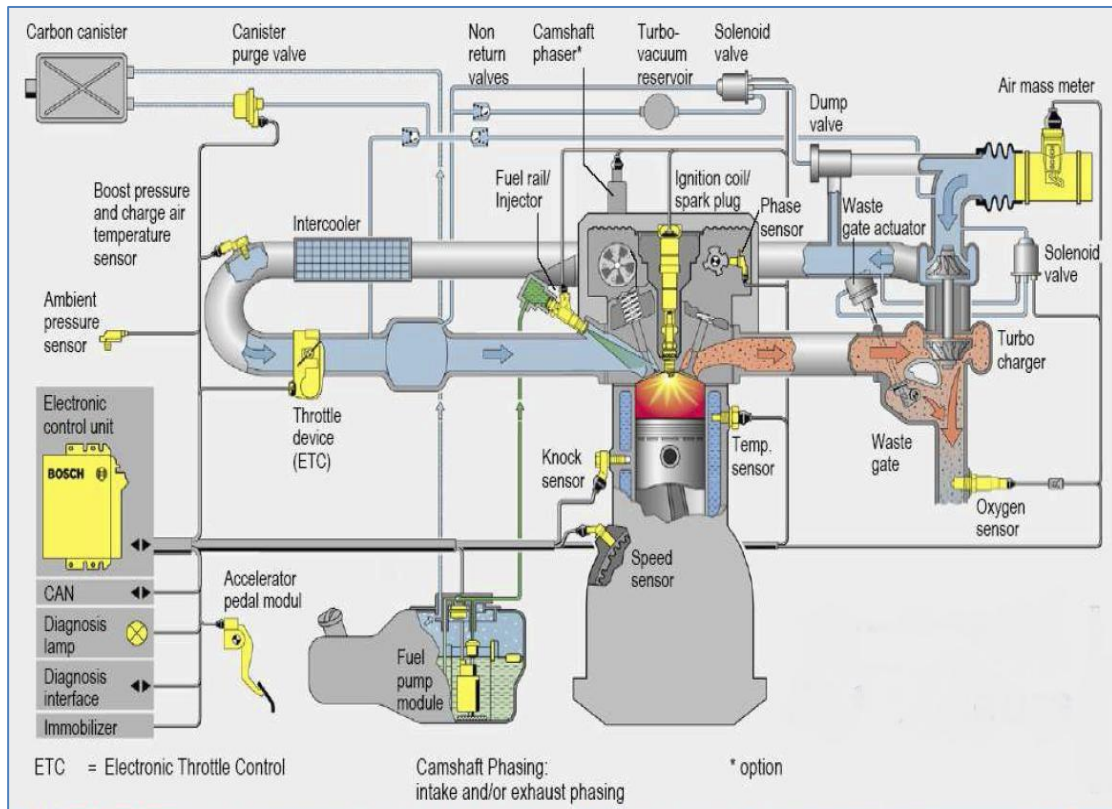 Carbon canister
Canister
purge valve
Non
return
valves
Camshaft
phaser*
Turbo-
vacuum
reservoir
Solenoid
valve
Air mass meter
Dump
valve
Boost pressure
and charge air
temperature
sensor
Intercooler
Fuel rail/
Injector
Ignition coil/
spark plug
Phase
sensor
Waste
gate actuator
Solenoid
valve
Ambient
pressure
sensor
Turbo
charger
Electronic
control unit
BOSCH
Throttle
device
(ETC)
Knock
sensor
Temp.
sensor
Waste
gate
Oxygen
sensor
Speed
sensor
CAN
Accelerator
pedal modul
Diagnosis
lamp
Fuel
pump
module
Diagnosis
interface
Immobilizer
ETC = Electronic Throttle Control
Camshaft Phasing:
intake and/or exhaust phasing
* option